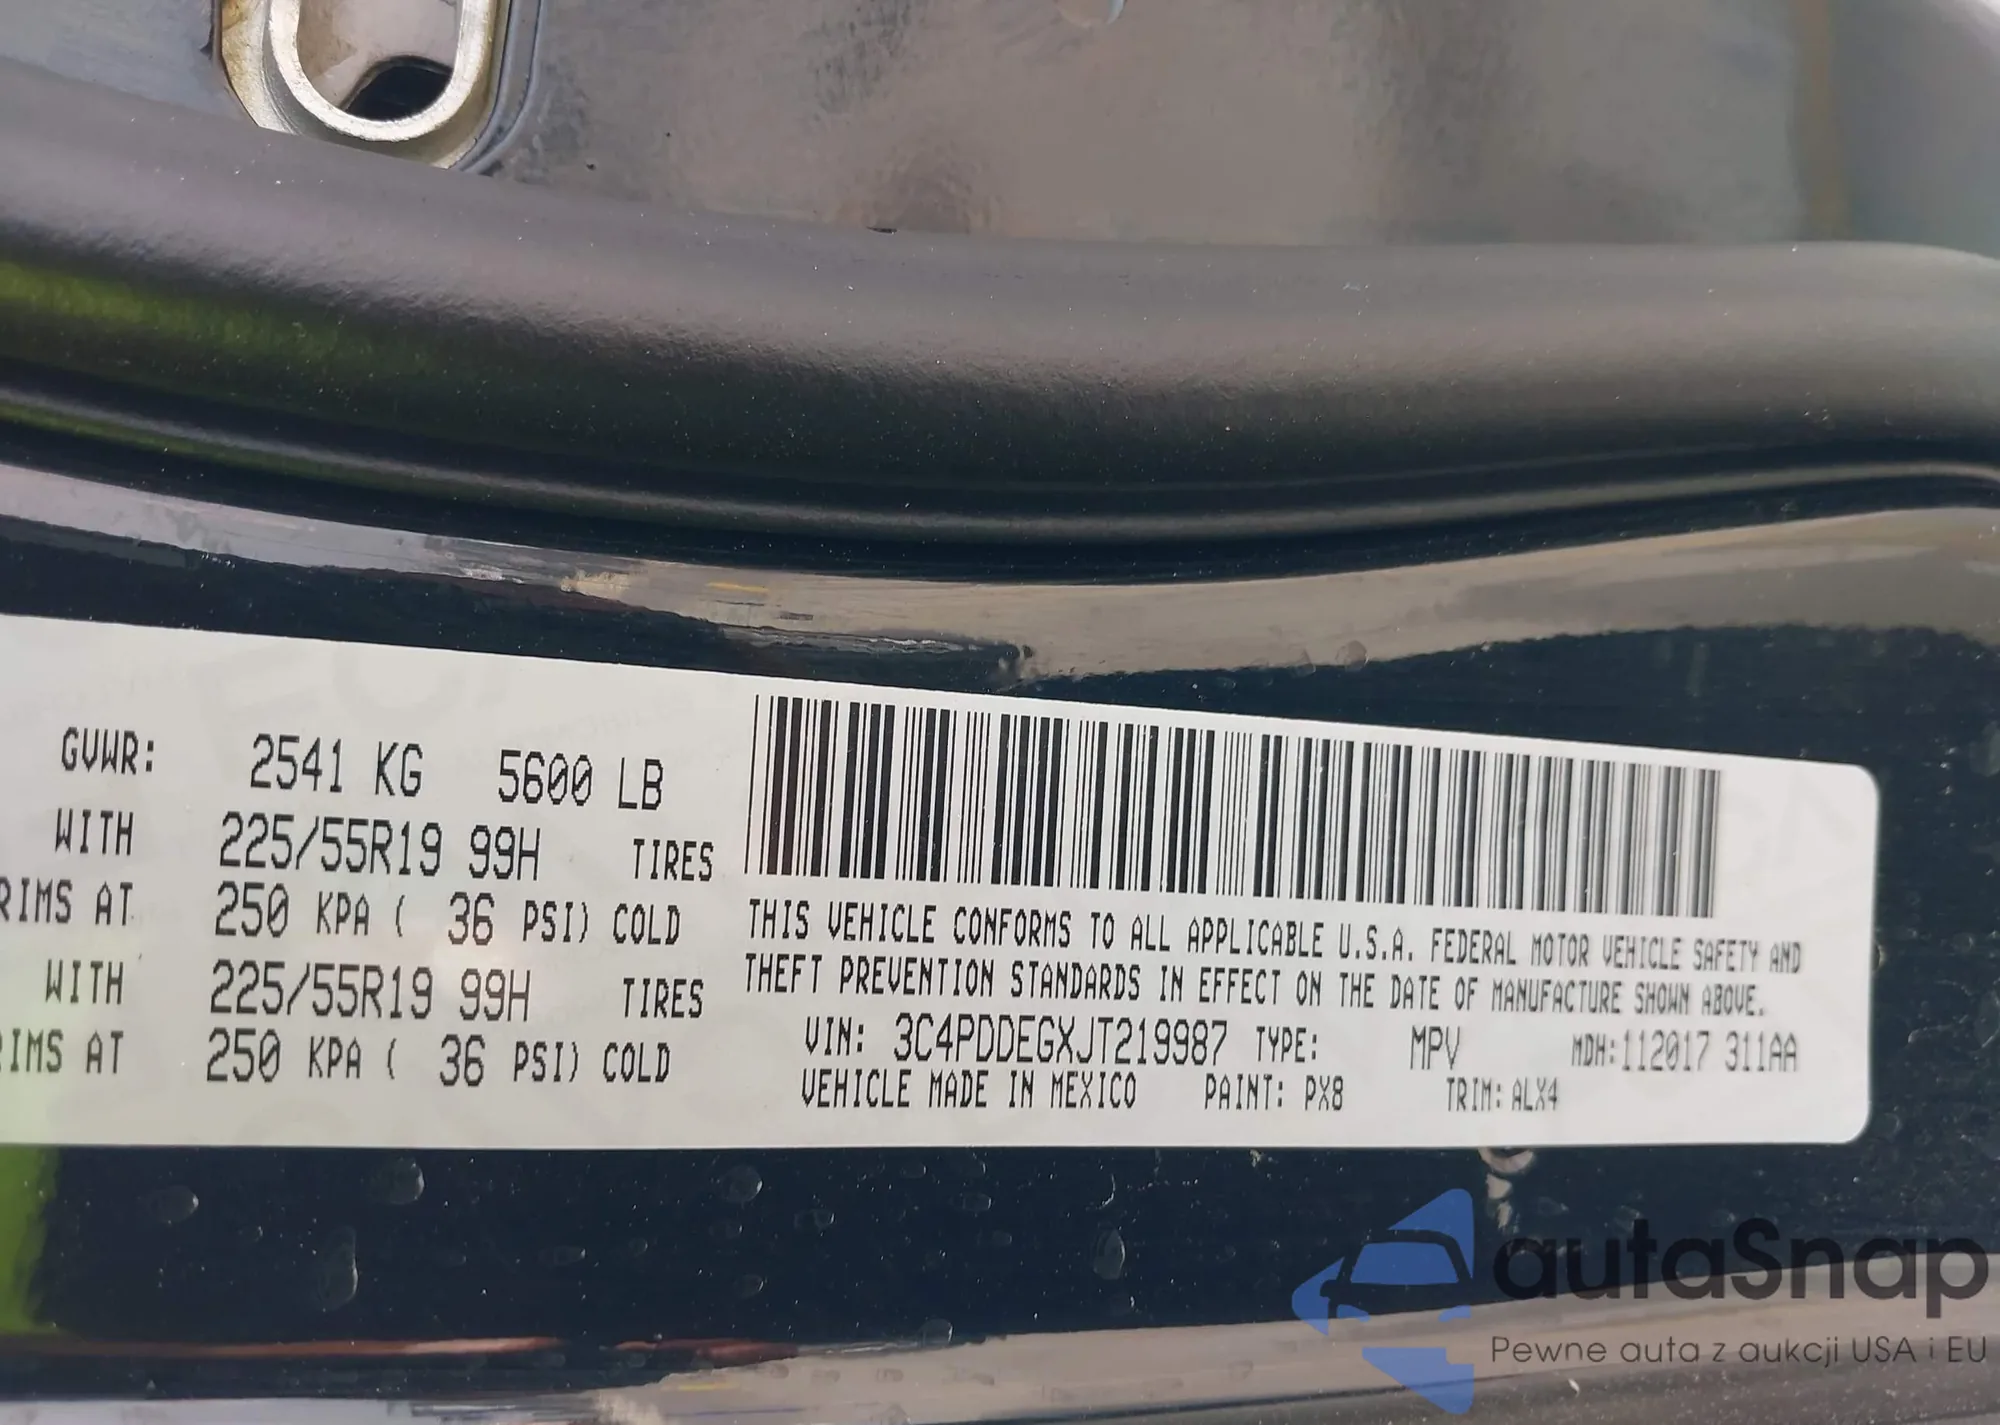 GVWR: 2541 KG 5600 LB
WITH 225/55R19 99H TIRES
RIMS AT 250 KPA ( 36 PSI) COLD
WITH 225/55R19 99H TIRES
RIMS AT 250 KPA ( 36 PSI) COLD
THIS VEHICLE CONFORMS TO ALL APPLICABLE U.S.A. FEDERAL MOTOR VEHICLE SAFETY AND
THEFT PREVENTION STANDARDS IN EFFECT ON THE DATE OF MANUFACTURE SHOWN ABOVE.
VIN: 3C4PDDEGXJT219987 TYPE: MPV MDH:112017 311AA
VEHICLE MADE IN MEXICO PAINT: PX8 TRIM: ALX4
autaSnap
Pewne auta z aukcji USA i EU